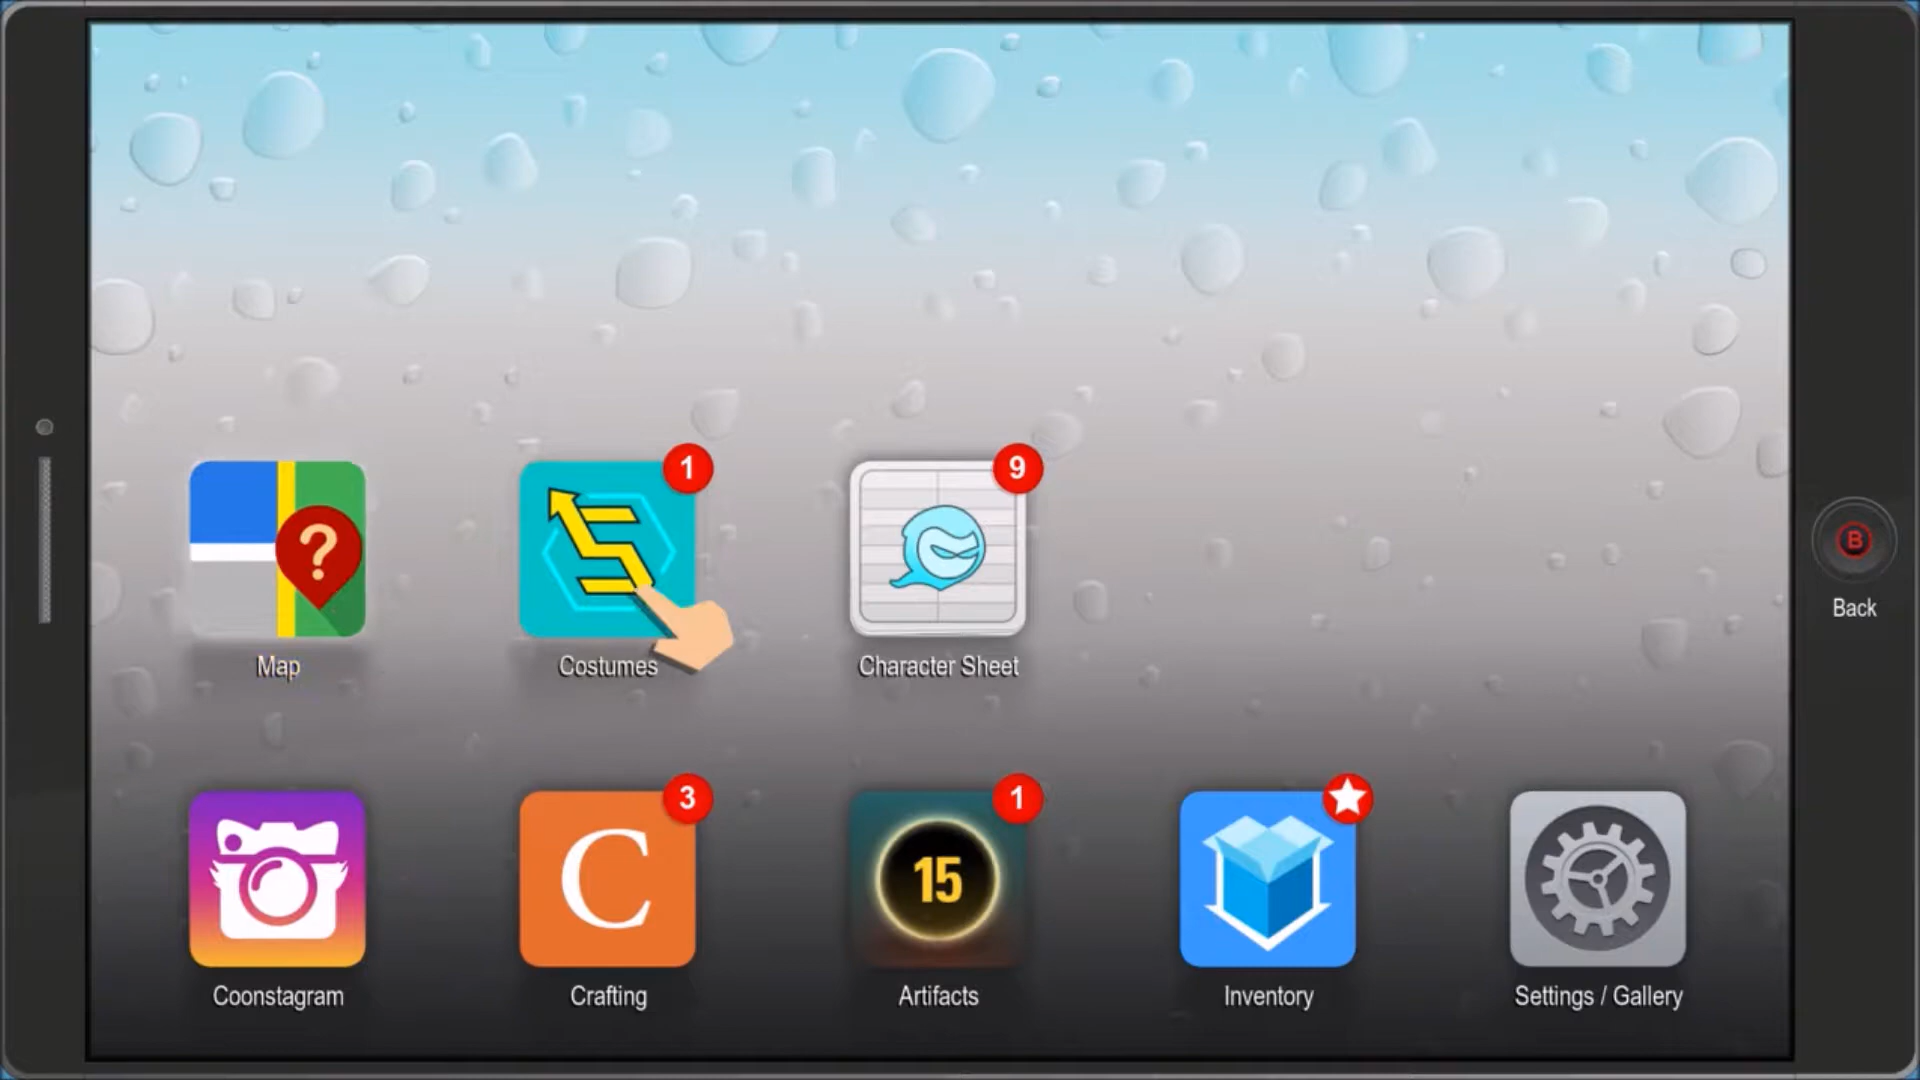 1
9
?
B
Back
Map
Costumes
Character Sheet
3
1
C
15
Coonstagram
Crafting
Artifacts
Inventory
Settings / Gallery